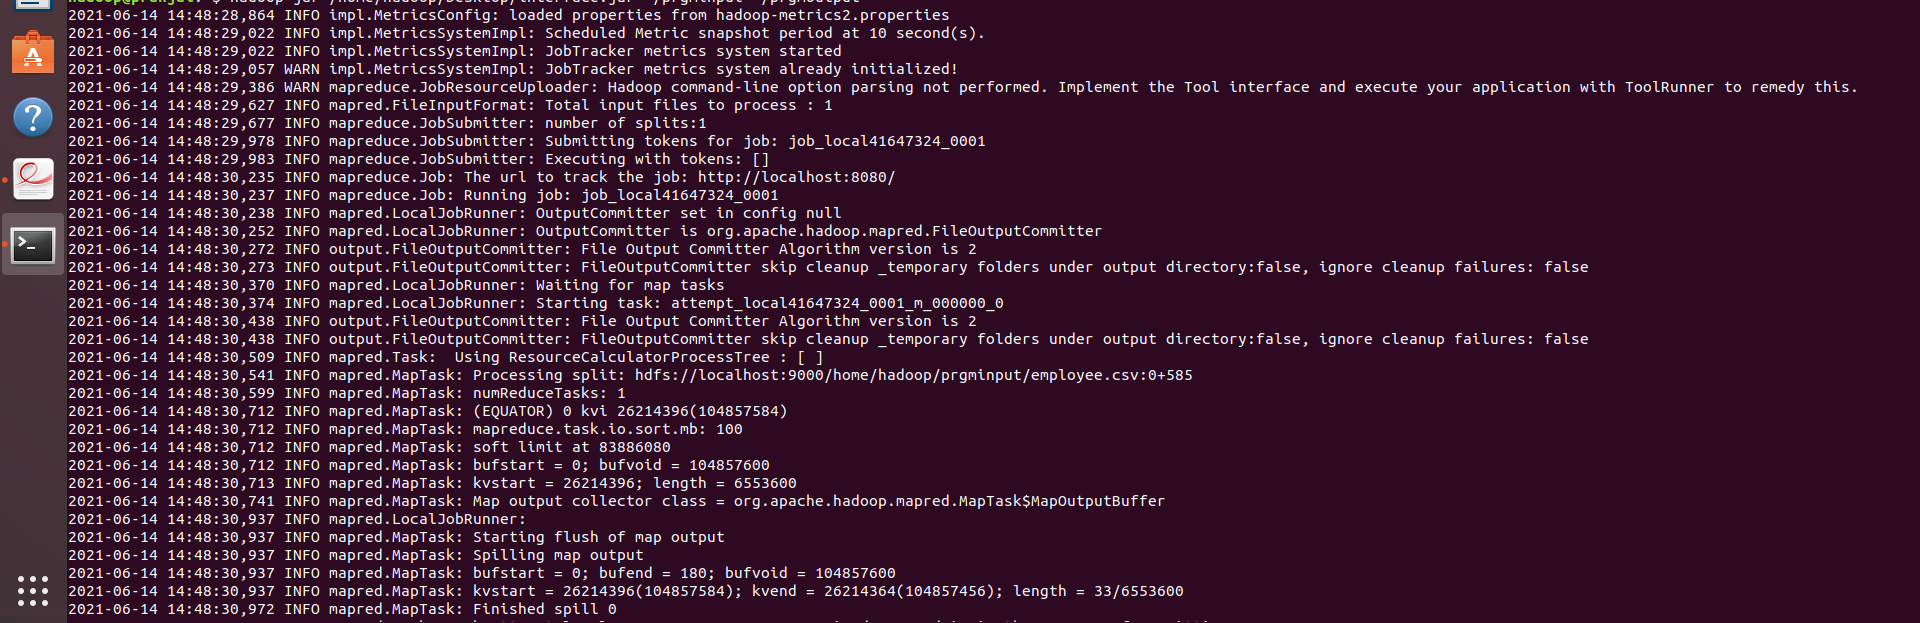 2021-06-14 14:48:28,864 INFO impl.MetricsConfig: loaded properties from hadoop-metrics2.properties
2021-06-14 14:48:29,022 INFO impl.MetricsSystemImpl: Scheduled Metric snapshot period at 10 second(s).
2021-06-14 14:48:29,022 INFO impl.MetricsSystemImpl: JobTracker metrics system started
2021-06-14 14:48:29,057 WARN impl.MetricsSystemImpl: JobTracker metrics system already initialized!
2021-06-14 14:48:29,386 WARN mapreduce.JobResourceUploader: Hadoop command-line option parsing not performed. Implement the Tool interface and execute your application with ToolRunner to remedy this.
2021-06-14 14:48:29,627 INFO mapreduce.FileInputFormat: Total input files to process : 1
2021-06-14 14:48:29,677 INFO mapreduce.JobSubmitter: number of splits:1
2021-06-14 14:48:29,978 INFO mapreduce.JobSubmitter: Submitting tokens for job: job_local41647324_0001
2021-06-14 14:48:29,983 INFO mapreduce.JobSubmitter: Executing with tokens: []
2021-06-14 14:48:30,235 INFO mapreduce.Job: The url to track the job: http://localhost:8080/
2021-06-14 14:48:30,237 INFO mapreduce.Job: Running job: job_local41647324_0001
2021-06-14 14:48:30,238 INFO mapred.LocalJobRunner: OutputCommitter set in config null
2021-06-14 14:48:30,252 INFO mapred.LocalJobRunner: OutputCommitter is org.apache.hadoop.mapred.FileOutputCommitter
2021-06-14 14:48:30,272 INFO output.FileOutputCommitter: File Output Committer Algorithm version is 2
2021-06-14 14:48:30,273 INFO output.FileOutputCommitter: FileOutputCommitter skip cleanup _temporary folders under output directory:false, ignore cleanup failures: false
2021-06-14 14:48:30,370 INFO mapred.LocalJobRunner: Waiting for map tasks
2021-06-14 14:48:30,374 INFO mapred.LocalJobRunner: Starting task: attempt_local41647324_0001_m_000000_0
2021-06-14 14:48:30,438 INFO output.FileOutputCommitter: File Output Committer Algorithm version is 2
2021-06-14 14:48:30,438 INFO output.FileOutputCommitter: FileOutputCommitter skip cleanup _temporary folders under output directory:false, ignore cleanup failures: false
2021-06-14 14:48:30,509 INFO mapred.Task:  Using ResourceCalculatorProcessTree : [ ]
2021-06-14 14:48:30,541 INFO mapred.MapTask: Processing split: hdfs://localhost:9000/home/hadoop/prgminput/employee.csv:0+585
2021-06-14 14:48:30,599 INFO mapred.MapTask: numReduceTasks: 1
2021-06-14 14:48:30,712 INFO mapred.MapTask: (EQUATOR) 0 kvi 26214396(104857584)
2021-06-14 14:48:30,712 INFO mapred.MapTask: mapreduce.task.io.sort.mb: 100
2021-06-14 14:48:30,712 INFO mapred.MapTask: soft limit at 83886080
2021-06-14 14:48:30,712 INFO mapred.MapTask: bufstart = 0; bufvoid = 104857600
2021-06-14 14:48:30,713 INFO mapred.MapTask: kvstart = 26214396; length = 6553600
2021-06-14 14:48:30,741 INFO mapred.MapTask: Map output collector class = org.apache.hadoop.mapred.MapTask$MapOutputBuffer
2021-06-14 14:48:30,937 INFO mapred.LocalJobRunner:
2021-06-14 14:48:30,937 INFO mapred.MapTask: Starting flush of map output
2021-06-14 14:48:30,937 INFO mapred.MapTask: Spilling map output
2021-06-14 14:48:30,937 INFO mapred.MapTask: bufstart = 0; bufend = 180; bufvoid = 104857600
2021-06-14 14:48:30,937 INFO mapred.MapTask: kvstart = 26214396(104857584); kvend = 26214364(104857456); length = 33/6553600
2021-06-14 14:48:30,972 INFO mapred.MapTask: Finished spill 0